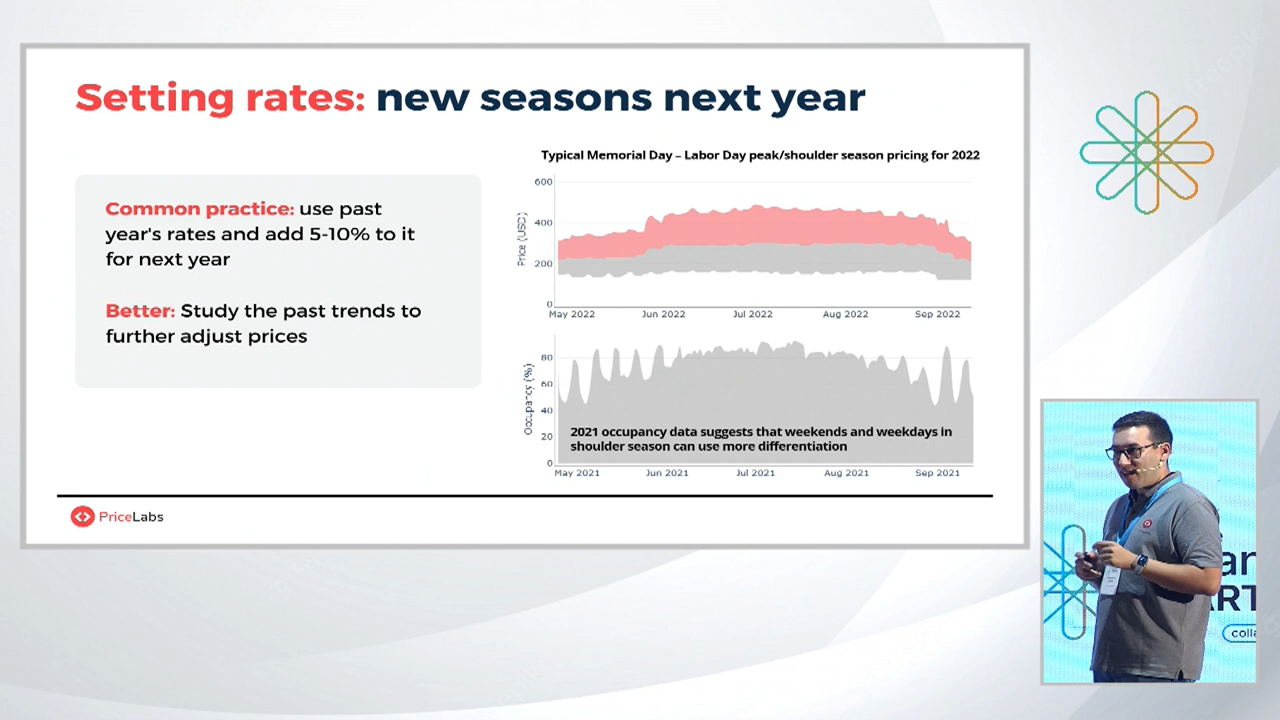 Setting rates: new seasons next year
Typical Memorial Day – Labor Day peak/shoulder season pricing for 2022
Common practice: use past
year's rates and add 5-10% to it
for next year
Better: Study the past trends to
further adjust prices
Price (USD)
600
400
200
0
May 2022
Jun 2022
Jul 2022
Aug 2022
Sep 2022
Occupancy (%)
80
60
40
20
0
2021 occupancy data suggests that weekends and weekdays in
shoulder season can use more differentiation
May 2021
Jun 2021
Jul 2021
Aug 2021
Sep 2021
PriceLabs
an
ART
colla